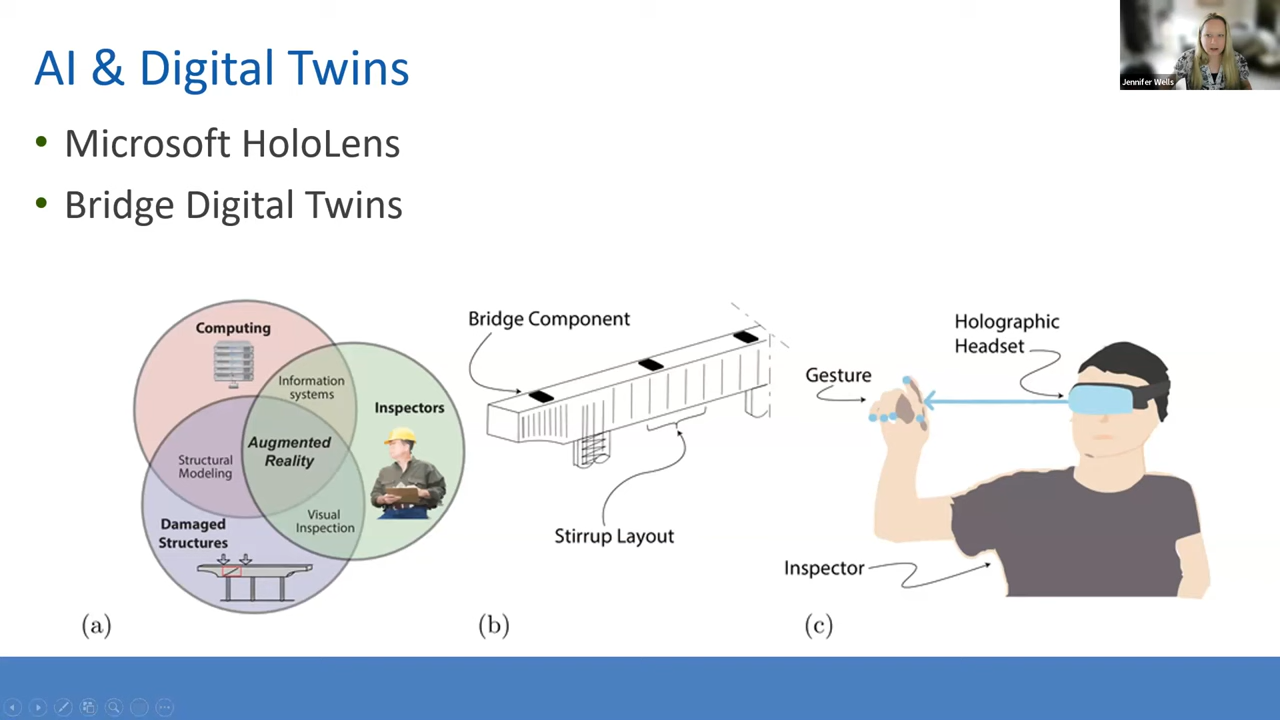 AI & Digital Twins
Jennifer Wells
• Microsoft HoloLens
• Bridge Digital Twins
Computing
Information
systems
Inspectors
Augmented
Reality
Structural
Modeling
Visual
Inspection
Damaged
Structures
(a)
Bridge Component
Stirrup Layout
(b)
Holographic
Headset
Gesture
Inspector
(c)